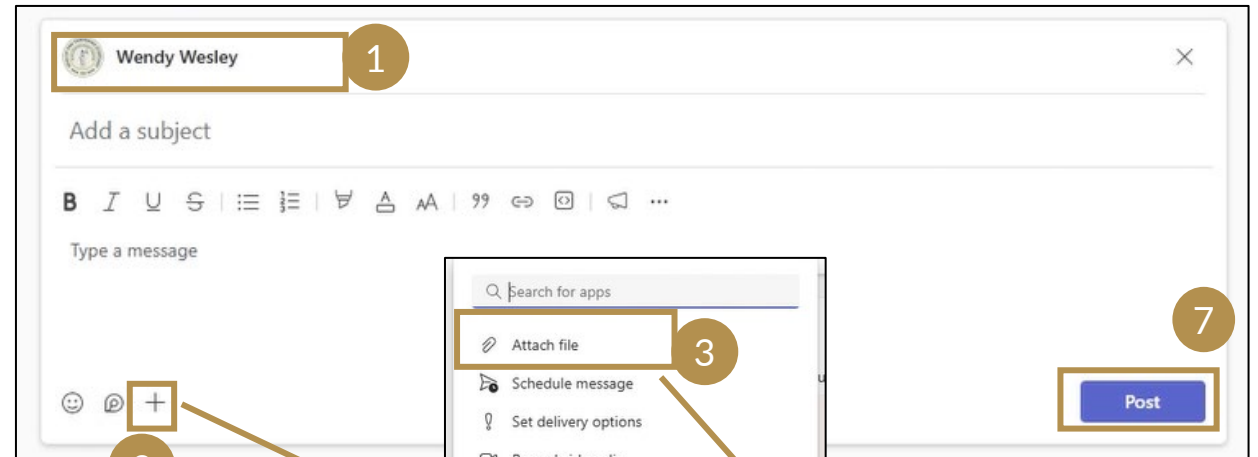 Wendy Wesley
1
Add a subject
B I U S A AA 99
Type a message
Search for apps
7
Attach file
3
Schedule message
Set delivery options
Post